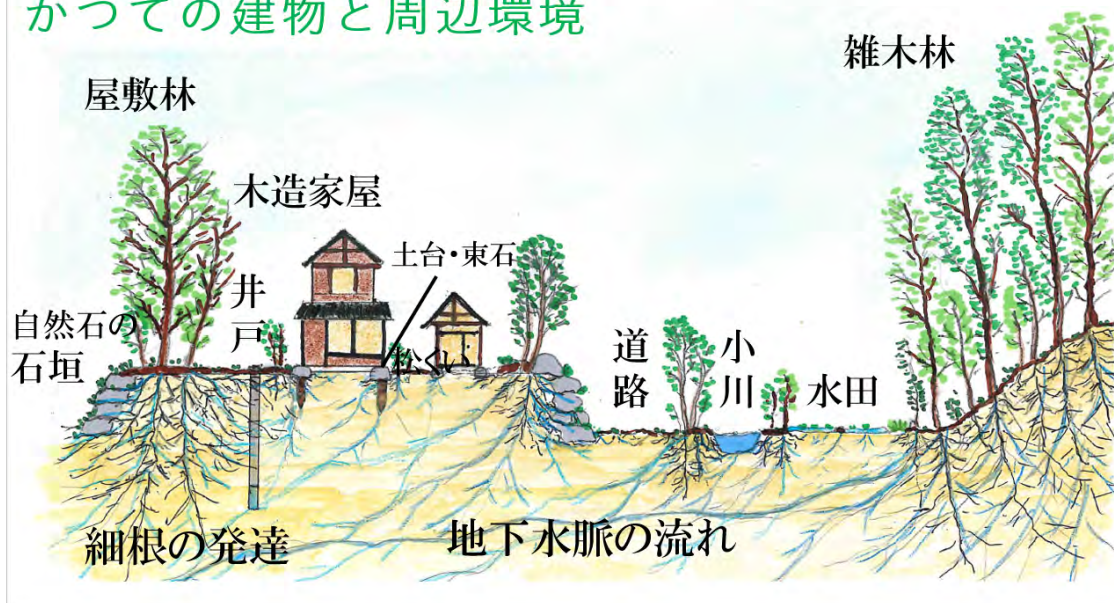 かつての建物と周辺環境
雑木林
屋敷林
木造家屋
土台・束石
井戸
自然石の
石垣
松くい
道路
小川
水田
細根の発達
地下水脈の流れ